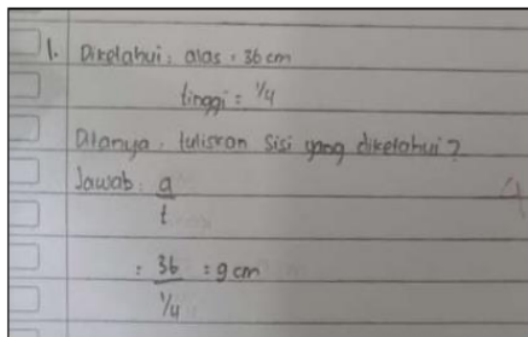 1. Diketahui : alas = 36 cm
tinggi = 1/4
Ditanya : tuliskan sisi yang diketahui?
Jawab : a
t
= 36 = 9 cm
1/4